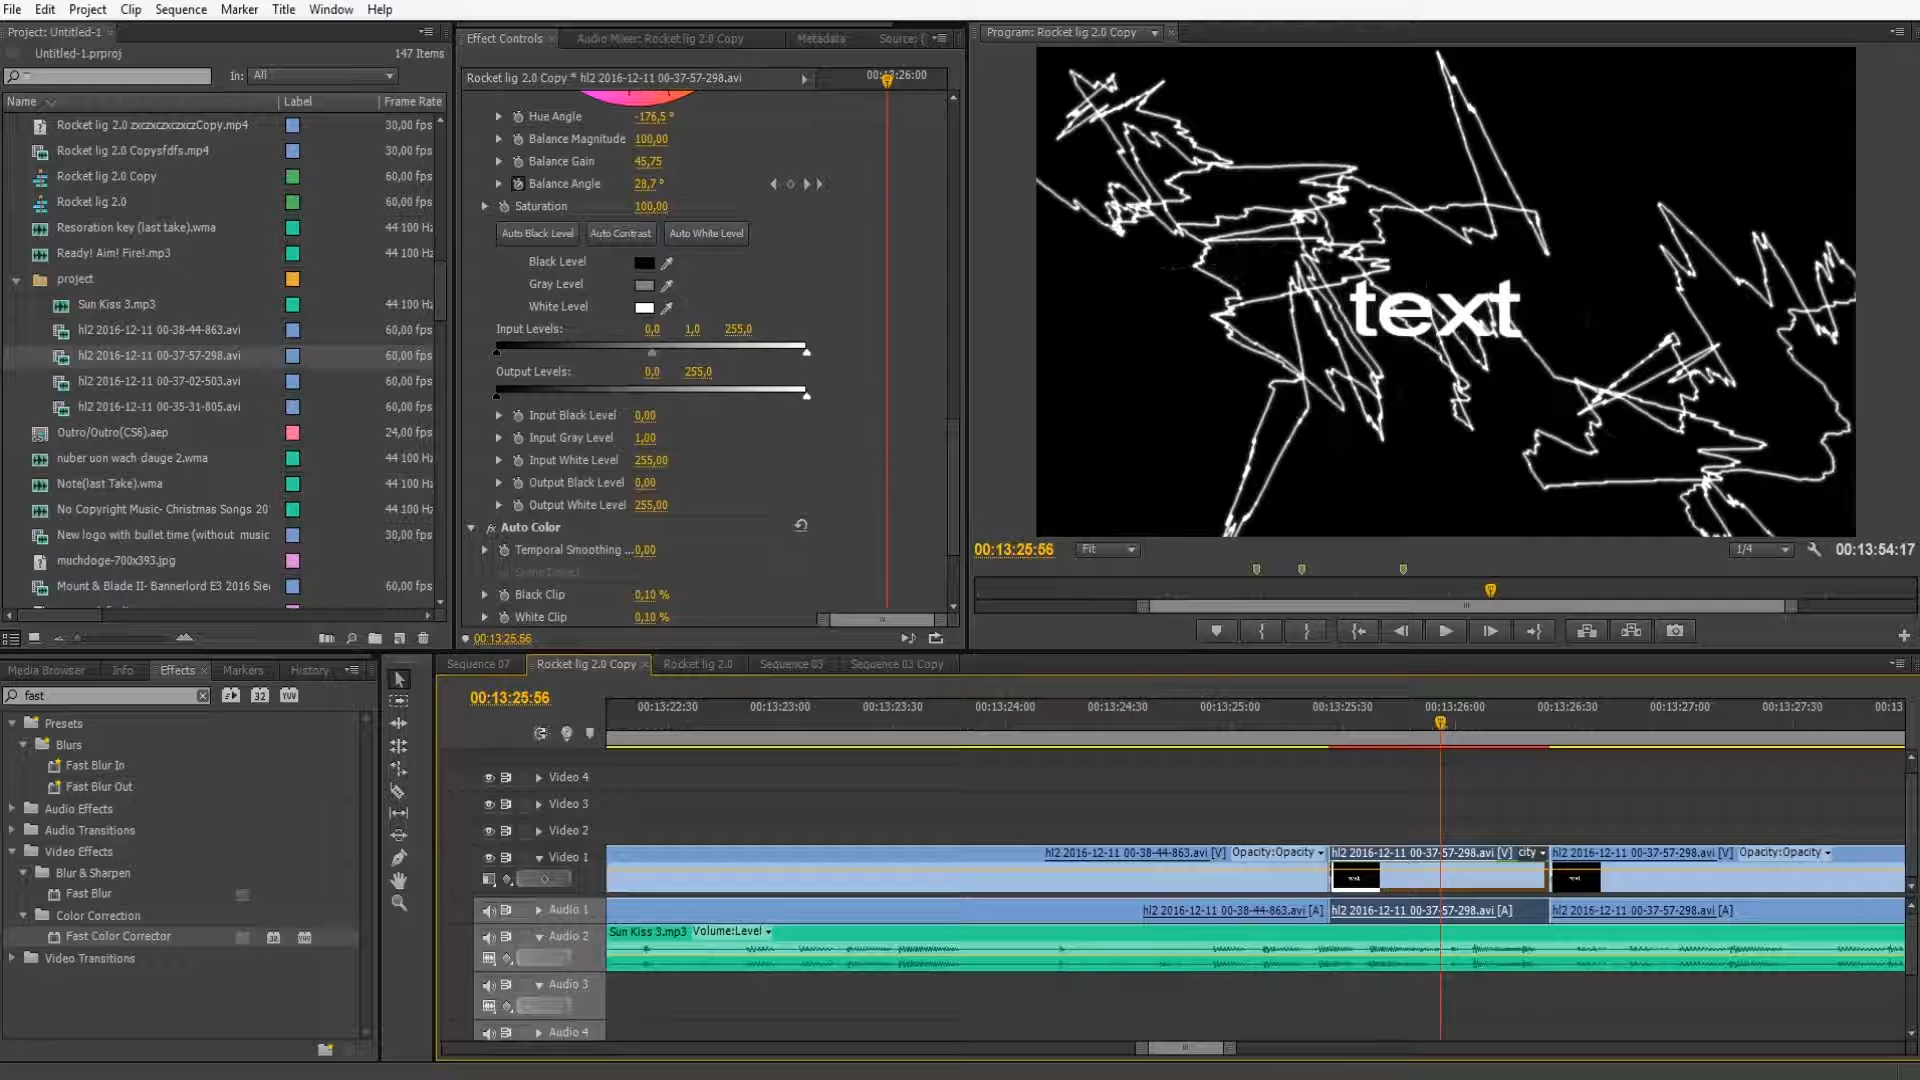 File Edit Project Clip Sequence Marker Title Window Help
Project: Untitled-1
Untitled-1.prproj 147 Items
In: All
Name Label Frame Rate
Rocket lig 2.0 zxczxczxczxczCopy.mp4 30,00 fps
Rocket lig 2.0 Copysfdfs.mp4 30,00 fps
Rocket lig 2.0 Copy 60,00 fps
Rocket lig 2.0 60,00 fps
Resoration key (last take).wma 44 100 Hz
Ready! Aim! Fire!.mp3 44 100 Hz
project
Sun Kiss 3.mp3 44 100 Hz
hl2 2016-12-11 00-38-44-863.avi 60,00 fps
hl2 2016-12-11 00-37-57-298.avi 60,00 fps
hl2 2016-12-11 00-37-02-503.avi 60,00 fps
hl2 2016-12-11 00-35-31-805.avi 60,00 fps
Outro/Outro(CS6).aep 24,00 fps
nuber uon wach dauge 2.wma 44 100 Hz
Note(last Take).wma 44 100 Hz
No Copyright Music- Christmas Songs 20 44 100 Hz
New logo with bullet time (without music 30,00 fps
muchdoge-700x393.jpg
Mount & Blade II- Bannerlord E3 2016 Sie 60,00 fps
Effect Controls Audio Mixer: Rocket lig 2.0 Copy Metadata Source: (
Rocket lig 2.0 Copy * hl2 2016-12-11 00-37-57-298.avi 00:13:26:00
Hue Angle -176,5 °
Balance Magnitude 100,00
Balance Gain 45,75
Balance Angle 28,7 °
Saturation 100,00
Auto Black Level Auto Contrast Auto White Level
Black Level
Gray Level
White Level
Input Levels: 0,0 1,0 255,0
Output Levels: 0,0 255,0
Input Black Level 0,00
Input Gray Level 1,00
Input White Level 255,00
Output Black Level 0,00
Output White Level 255,00
fx Auto Color
Temporal Smoothing ... 0,00
Scene Detect
Black Clip 0,10 %
White Clip 0,10 %
00:13:25:56
Program: Rocket lig 2.0 Copy
text
00:13:25:56 Fit 1/4 00:13:54:17
Media Browser Info Effects Markers History
fast 32 YUV
Presets
Blurs
Fast Blur In
Fast Blur Out
Audio Effects
Audio Transitions
Video Effects
Blur & Sharpen
Fast Blur
Color Correction
Fast Color Corrector 32 YUV
Video Transitions
Sequence 07 Rocket lig 2.0 Copy Rocket lig 2.0 Sequence 03 Sequence 03 Copy
00:13:25:56
00:13:22:30 00:13:23:00 00:13:23:30 00:13:24:00 00:13:24:30 00:13:25:00 00:13:25:30 00:13:26:00 00:13:26:30 00:13:27:00 00:13:27:30 00:13
Video 4
Video 3
Video 2
Video 1 hl2 2016-12-11 00-38-44-863.avi [V] Opacity:Opacity hl2 2016-12-11 00-37-57-298.avi [V] city hl2 2016-12-11 00-37-57-298.avi [V] Opacity:Opacity
Audio 1 hl2 2016-12-11 00-38-44-863.avi [A] hl2 2016-12-11 00-37-57-298.avi [A] hl2 2016-12-11 00-37-57-298.avi [A]
Audio 2 Sun Kiss 3.mp3 Volume:Level
Audio 3
Audio 4